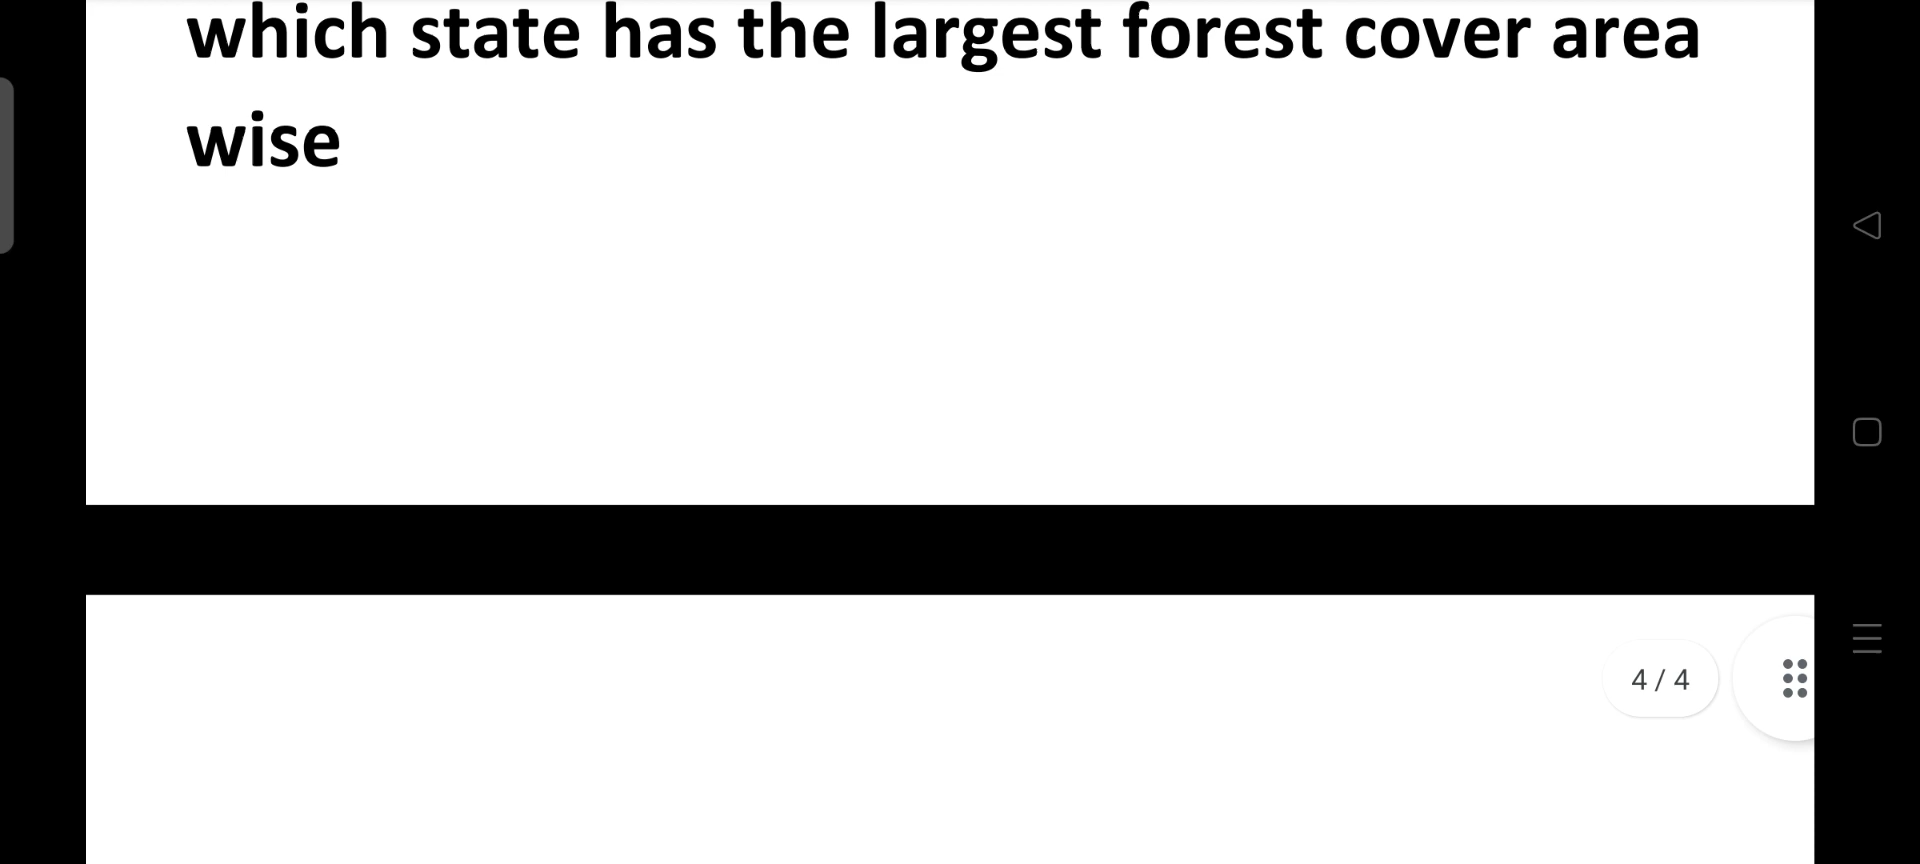 which state has the largest forest cover area
wise
4 / 4